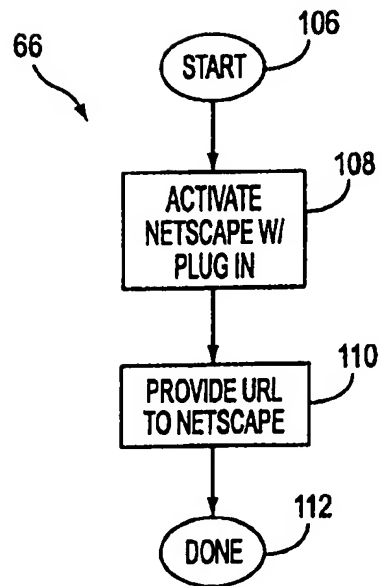 66
106
START
108
ACTIVATE
NETSCAPE W/
PLUG IN
110
PROVIDE URL
TO NETSCAPE
112
DONE